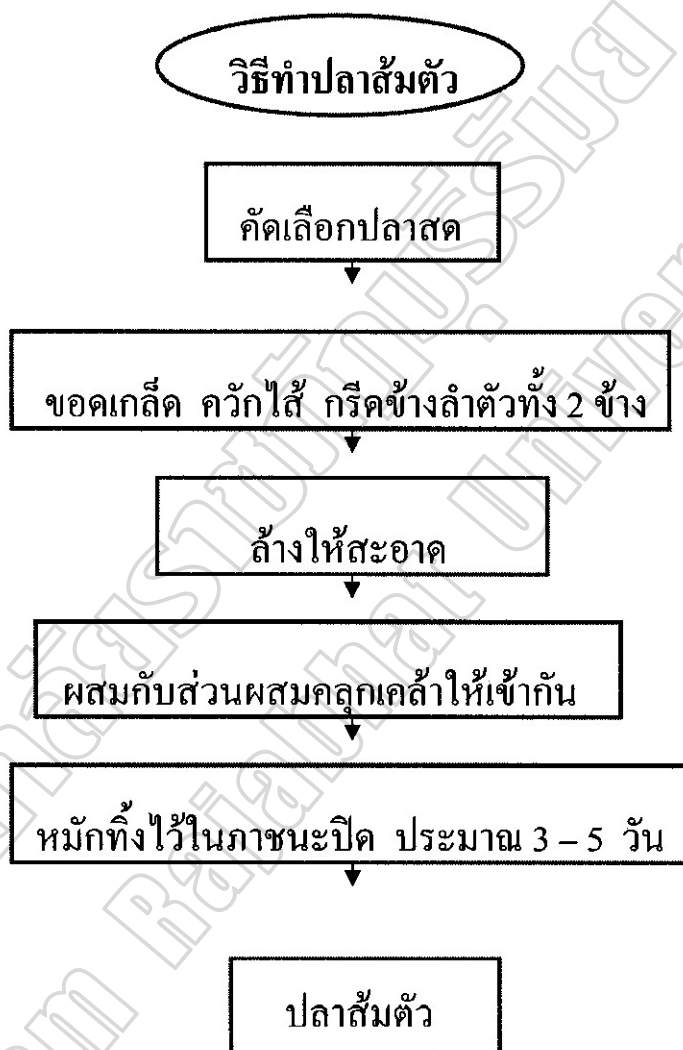 วิธีทำปลาส้มตัว
คัดเลือกปลาสด
ขอดเกล็ด ควักไส้ กรีดข้างลำตัวทั้ง 2 ข้าง
ล้างให้สะอาด
ผสมกับส่วนผสมคลุกเคล้าให้เข้ากัน
หมักทิ้งไว้ในภาชนะปิด ประมาณ 3 – 5 วัน
ปลาส้มตัว